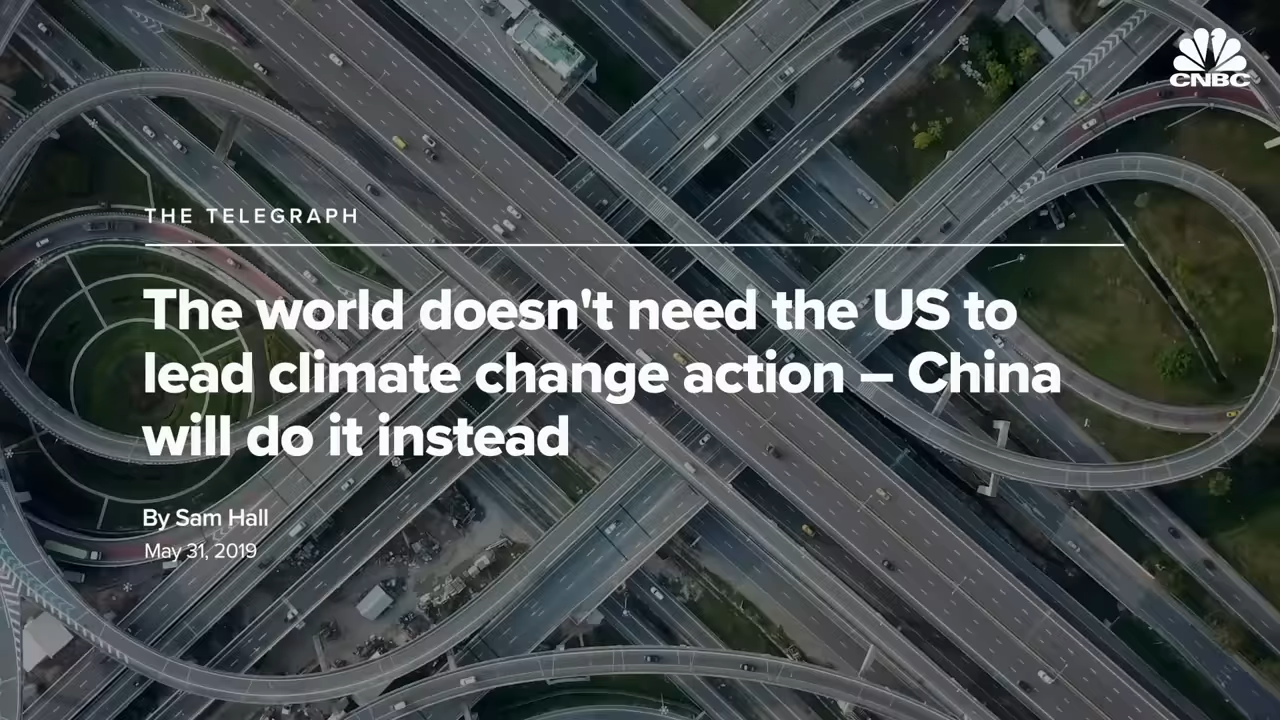 CNBC
THE TELEGRAPH
The world doesn't need the US to
lead climate change action – China
will do it instead
By Sam Hall
May 31, 2019